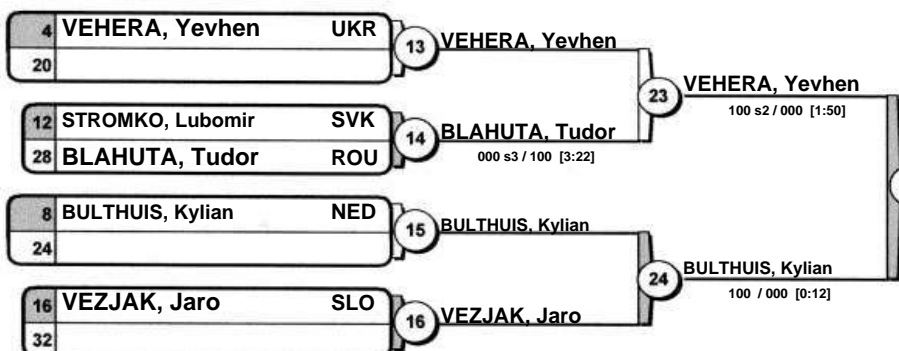 4 VEHERA, Yevhen UKR
20
13 VEHERA, Yevhen
12 STROMKO, Lubomir SVK
28 BLAHUTA, Tudor ROU
14 BLAHUTA, Tudor
000 s3 / 100 [3:22]
23 VEHERA, Yevhen
100 s2 / 000 [1:50]
8 BULTHUIS, Kylian NED
24
15 BULTHUIS, Kylian
16 VEZJAK, Jaro SLO
32
16 VEZJAK, Jaro
24 BULTHUIS, Kylian
100 / 000 [0:12]